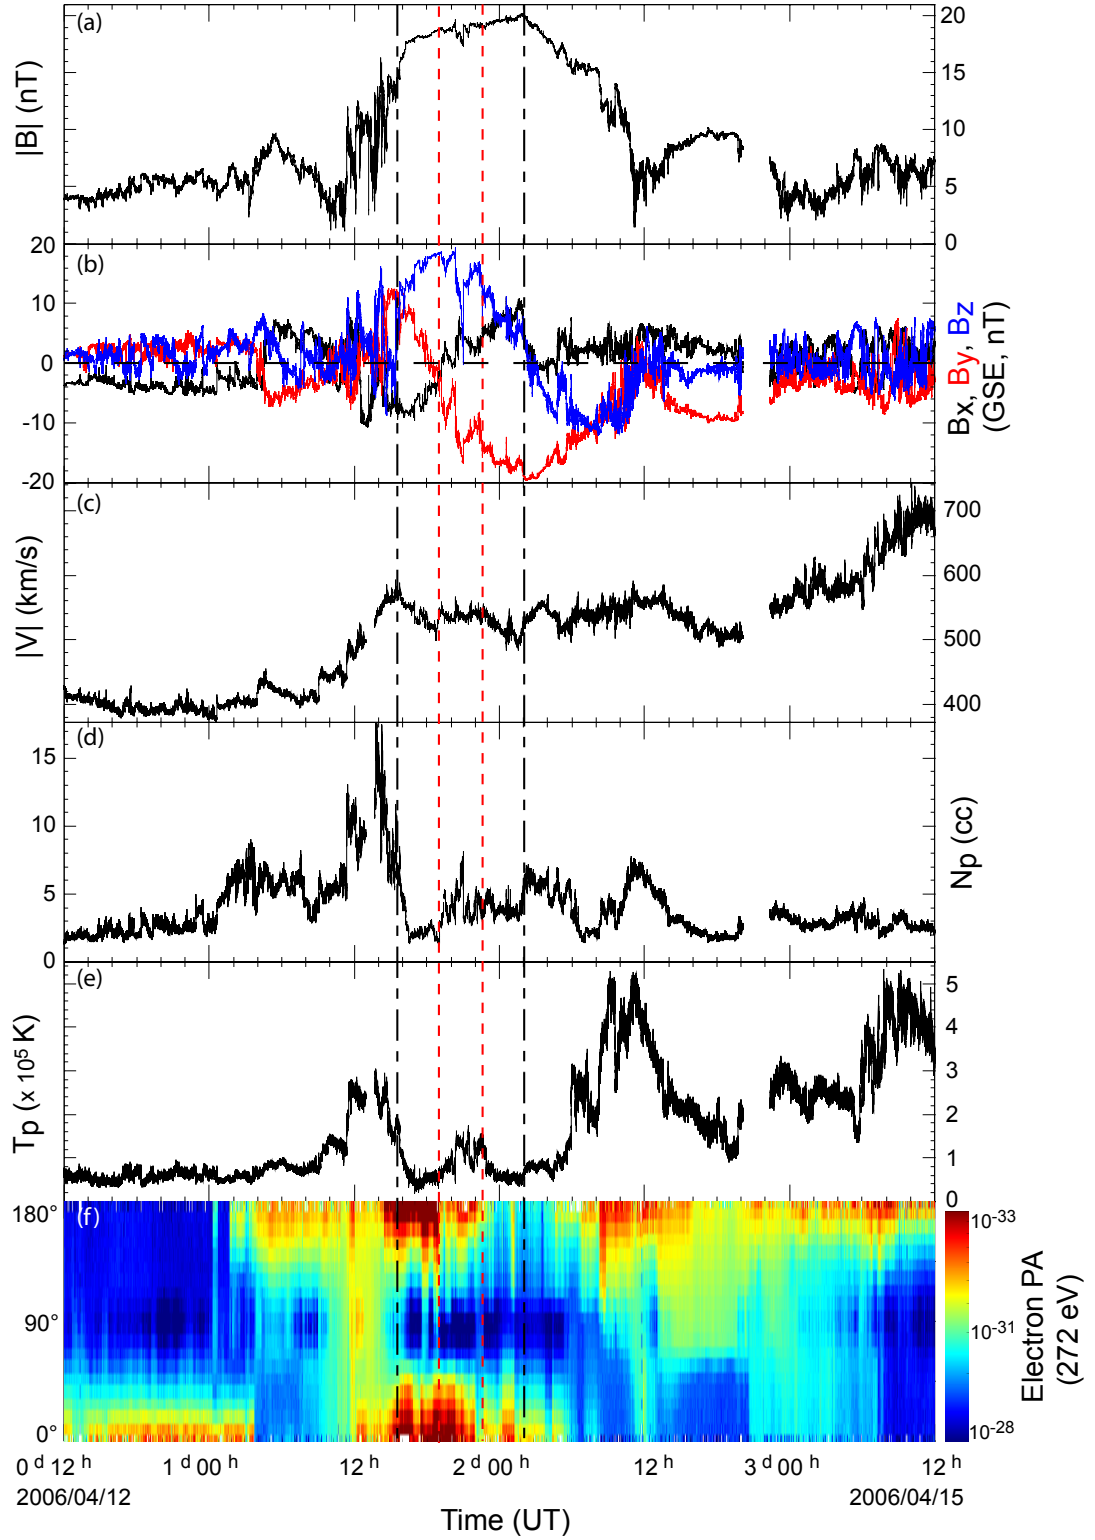 (a)
|B| (nT)
20
15
10
5
0
(b)
20
10
0
-10
-20
Bx, By, Bz
(GSE, nT)
(c)
|V| (km/s)
700
600
500
400
(d)
15
10
5
0
Np (cc)
(e)
Tp (x 10⁵ K)
5
4
3
2
1
0
(f)
180°
90°
0°
10⁻³³
10⁻³¹
10⁻²⁸
Electron PA
(272 eV)
0 d 12 h 1 d 00 h 12 h 2 d 00 h 12 h 3 d 00 h 12 h
2006/04/12 2006/04/15
Time (UT)